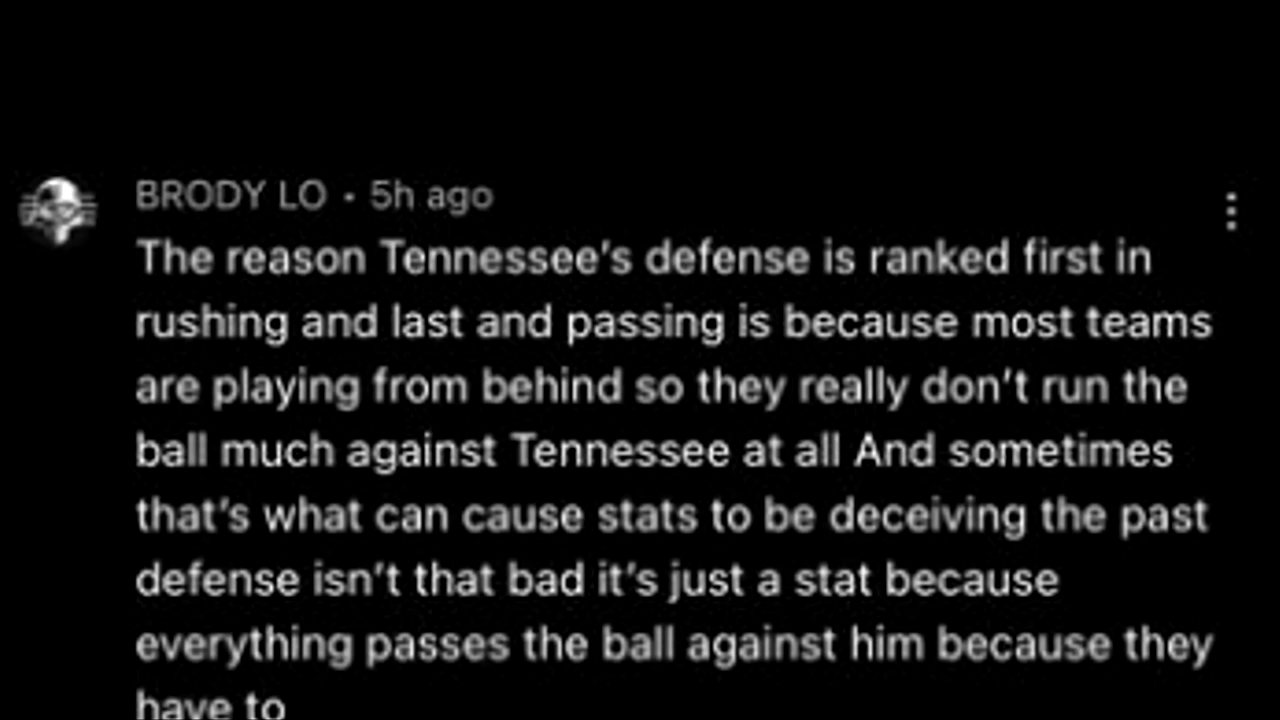 BRODY LO • 5h ago
The reason Tennessee’s defense is ranked first in
rushing and last and passing is because most teams
are playing from behind so they really don’t run the
ball much against Tennessee at all And sometimes
that’s what can cause stats to be deceiving the past
defense isn’t that bad it’s just a stat because
everything passes the ball against him because they
have to